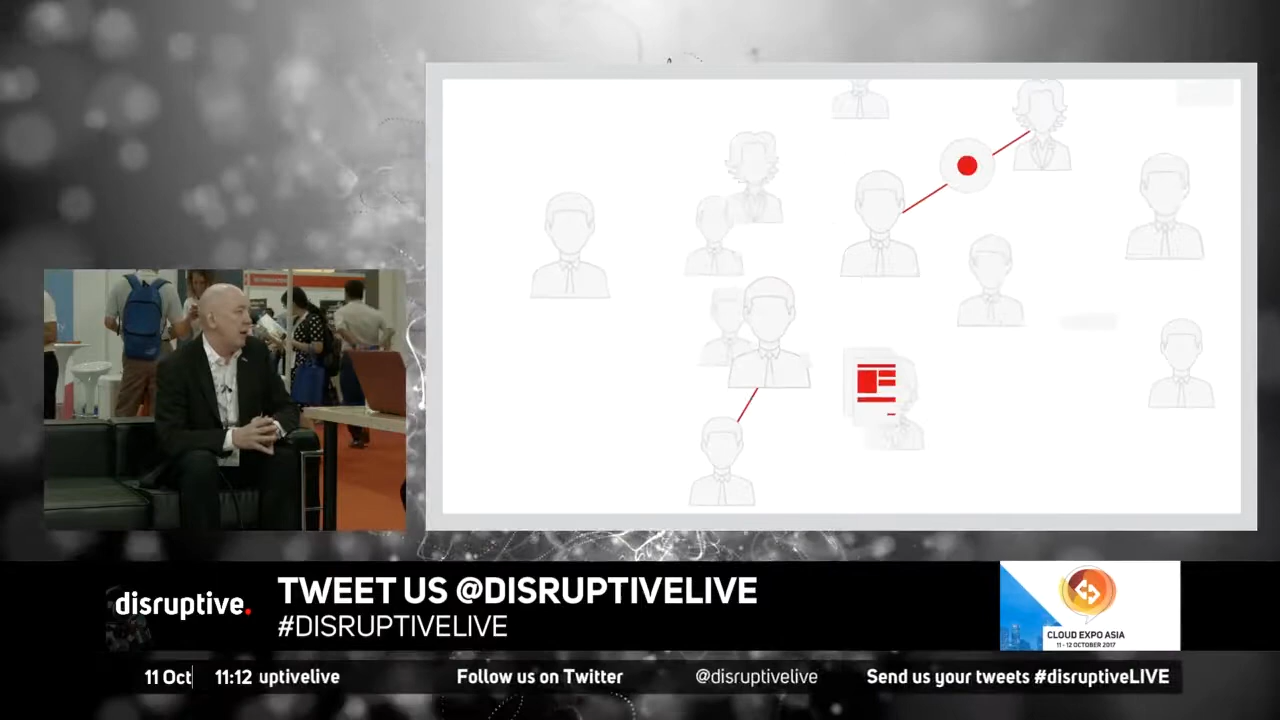 TWEET US @DISRUPTIVELIVE
disruptive.
#DISRUPTIVELIVE
CLOUD EXPO ASIA
11 - 12 OCTOBER 2017
11 Oct 11:12 uptivelive Follow us on Twitter @disruptivelive Send us your tweets #disruptiveLIVE